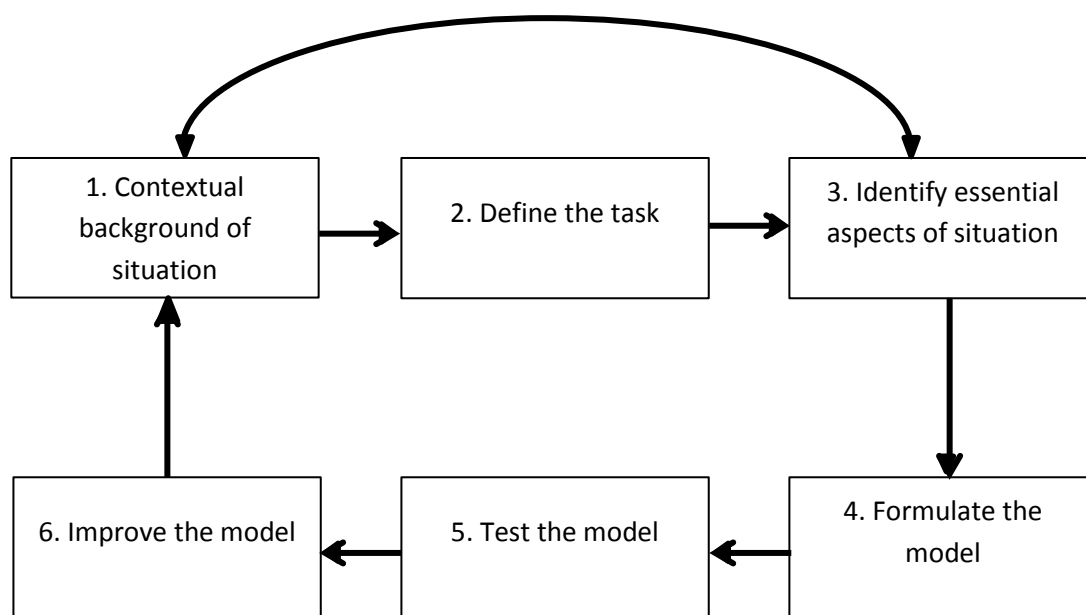 1. Contextual
background of
situation
2. Define the task
3. Identify essential
aspects of situation
4. Formulate the
model
5. Test the model
6. Improve the model